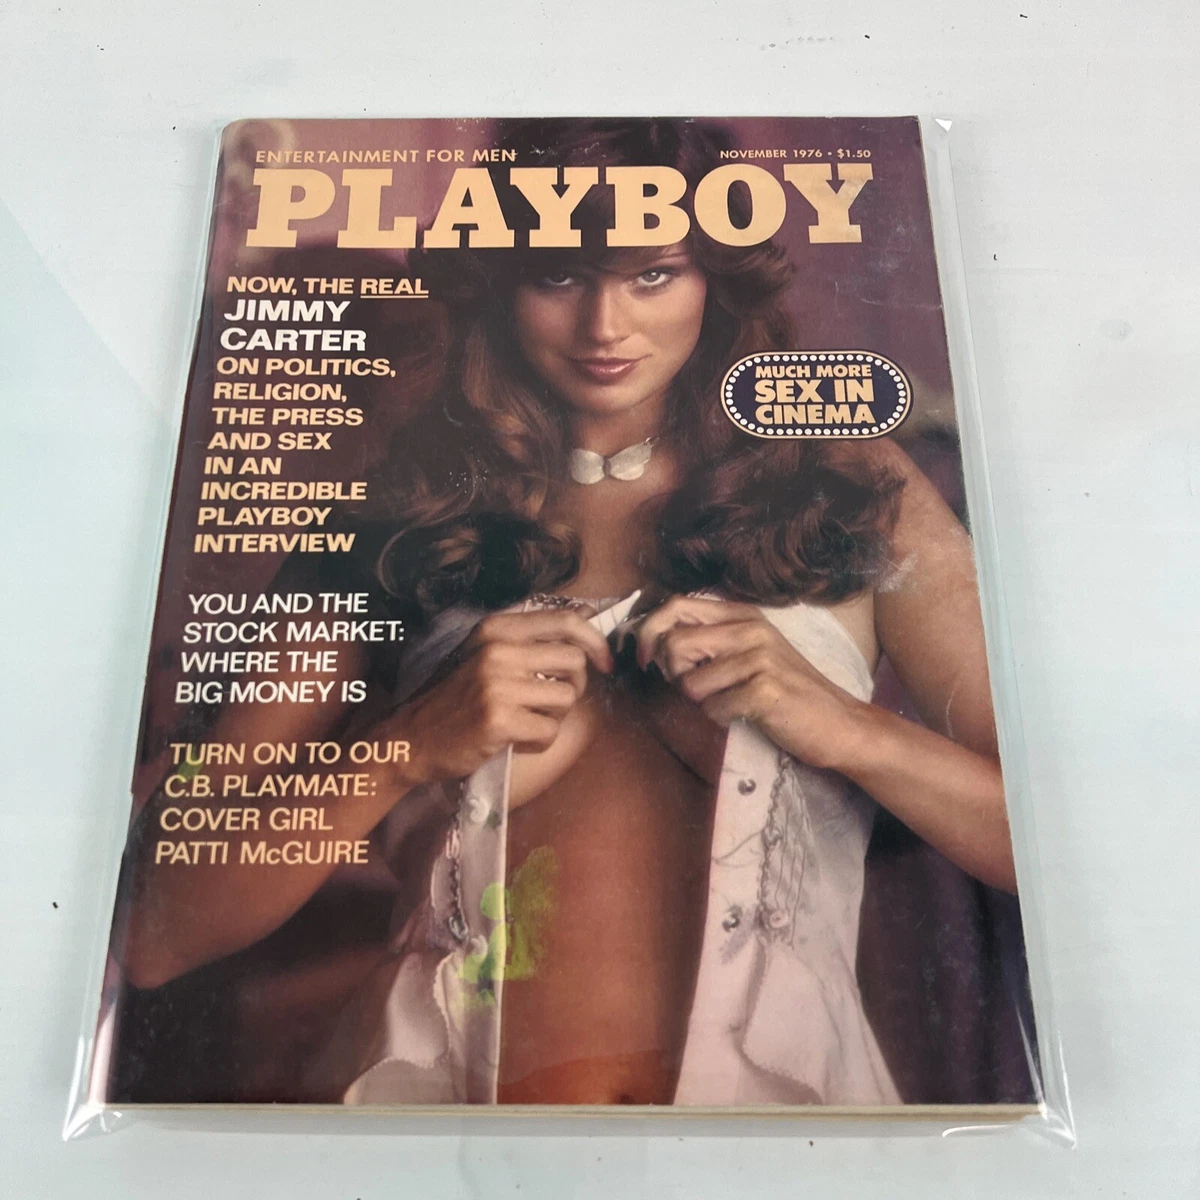 ENTERTAINMENT FOR MEN
NOVEMBER 1976 • $1.50
PLAYBOY
NOW, THE REAL
JIMMY
CARTER
ON POLITICS,
RELIGION,
THE PRESS
AND SEX
IN AN
INCREDIBLE
PLAYBOY
INTERVIEW
MUCH MORE
SEX IN
CINEMA
YOU AND THE
STOCK MARKET:
WHERE THE
BIG MONEY IS
TURN ON TO OUR
C.B. PLAYMATE:
COVER GIRL
PATTI McGUIRE